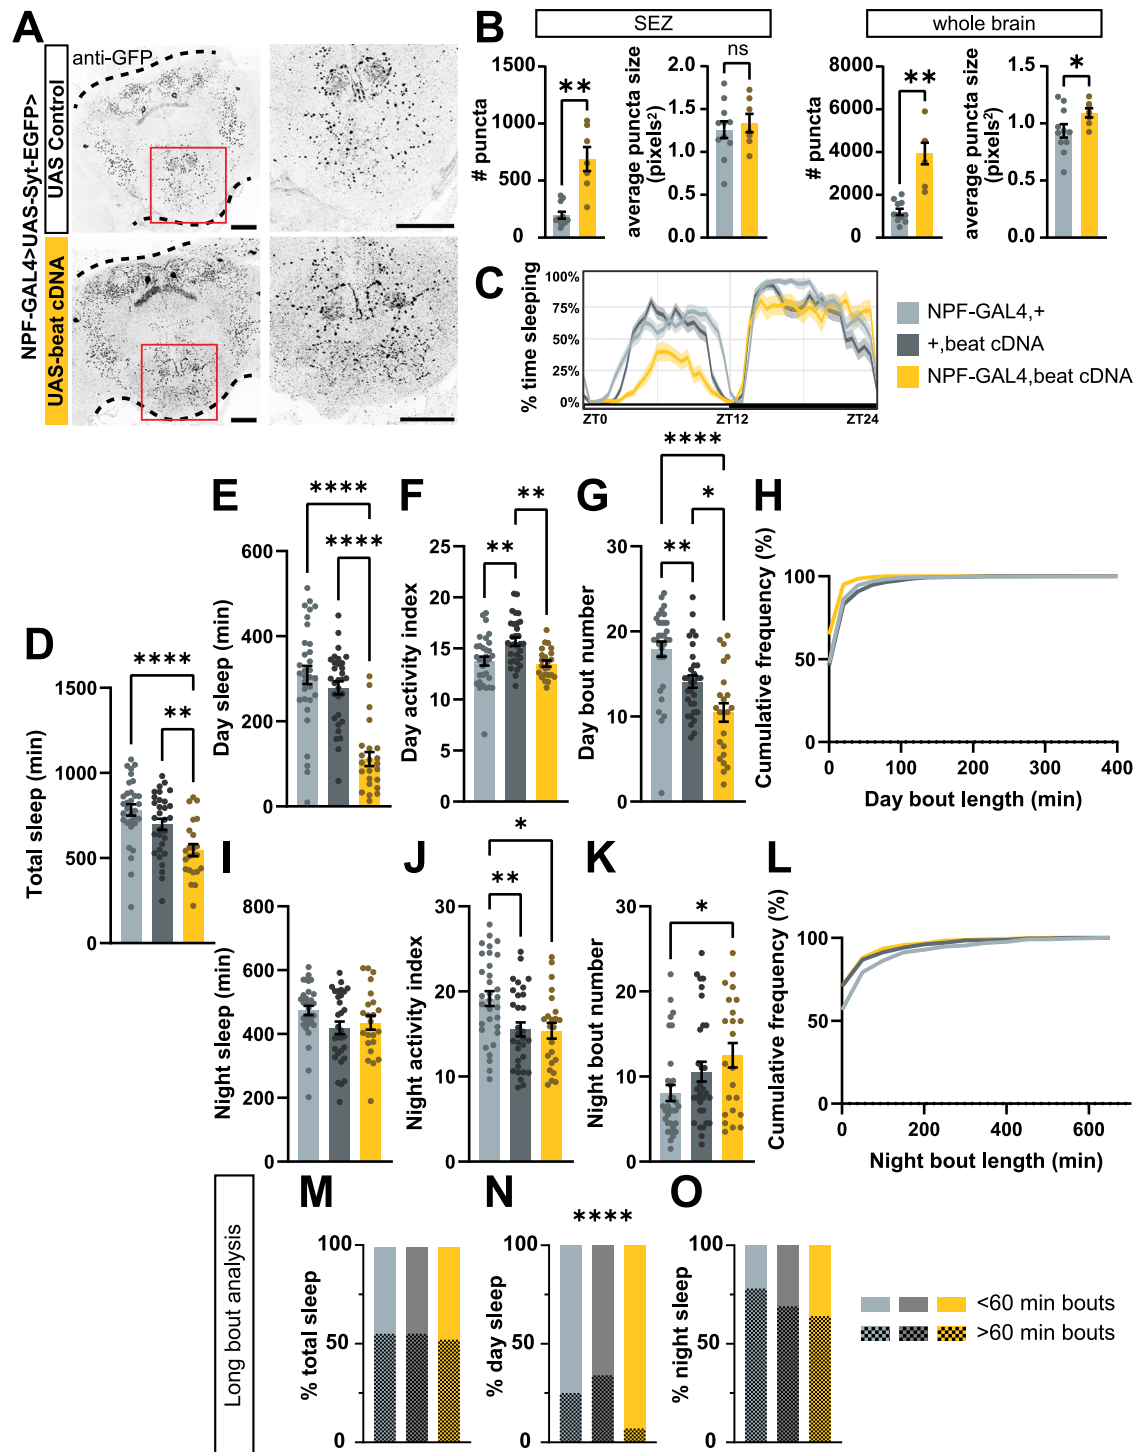 A
NPF-GAL4>UAS-Syt-EGFP>
UAS Control
UAS-beat cDNA
anti-GFP
B
SEZ
whole brain
# puncta
1500
1000
500
0
**
average puncta size
(pixels²)
2.0
1.5
1.0
0.5
0.0
ns
# puncta
8000
6000
4000
2000
0
**
average puncta size
(pixels²)
1.5
1.0
0.5
0.0
*
C
% time sleeping
100%
75%
50%
25%
0%
ZT0
ZT12
ZT24
NPF-GAL4,+
+,beat cDNA
NPF-GAL4,beat cDNA
D
Total sleep (min)
1500
1000
500
0
****
**
E
Day sleep (min)
600
400
200
0
****
****
F
Day activity index
25
20
15
10
5
0
**
**
G
Day bout number
30
20
10
0
****
*
**
H
Cumulative frequency (%)
100
50
0
0
100
200
300
400
Day bout length (min)
I
Night sleep (min)
800
600
400
200
0
J
Night activity index
30
20
10
0
*
**
K
Night bout number
30
20
10
0
*
L
Cumulative frequency (%)
100
50
0
0
200
400
600
Night bout length (min)
Long bout analysis
M
% total sleep
100
50
0
N
****
% day sleep
100
50
0
O
% night sleep
100
50
0
<60 min bouts
>60 min bouts